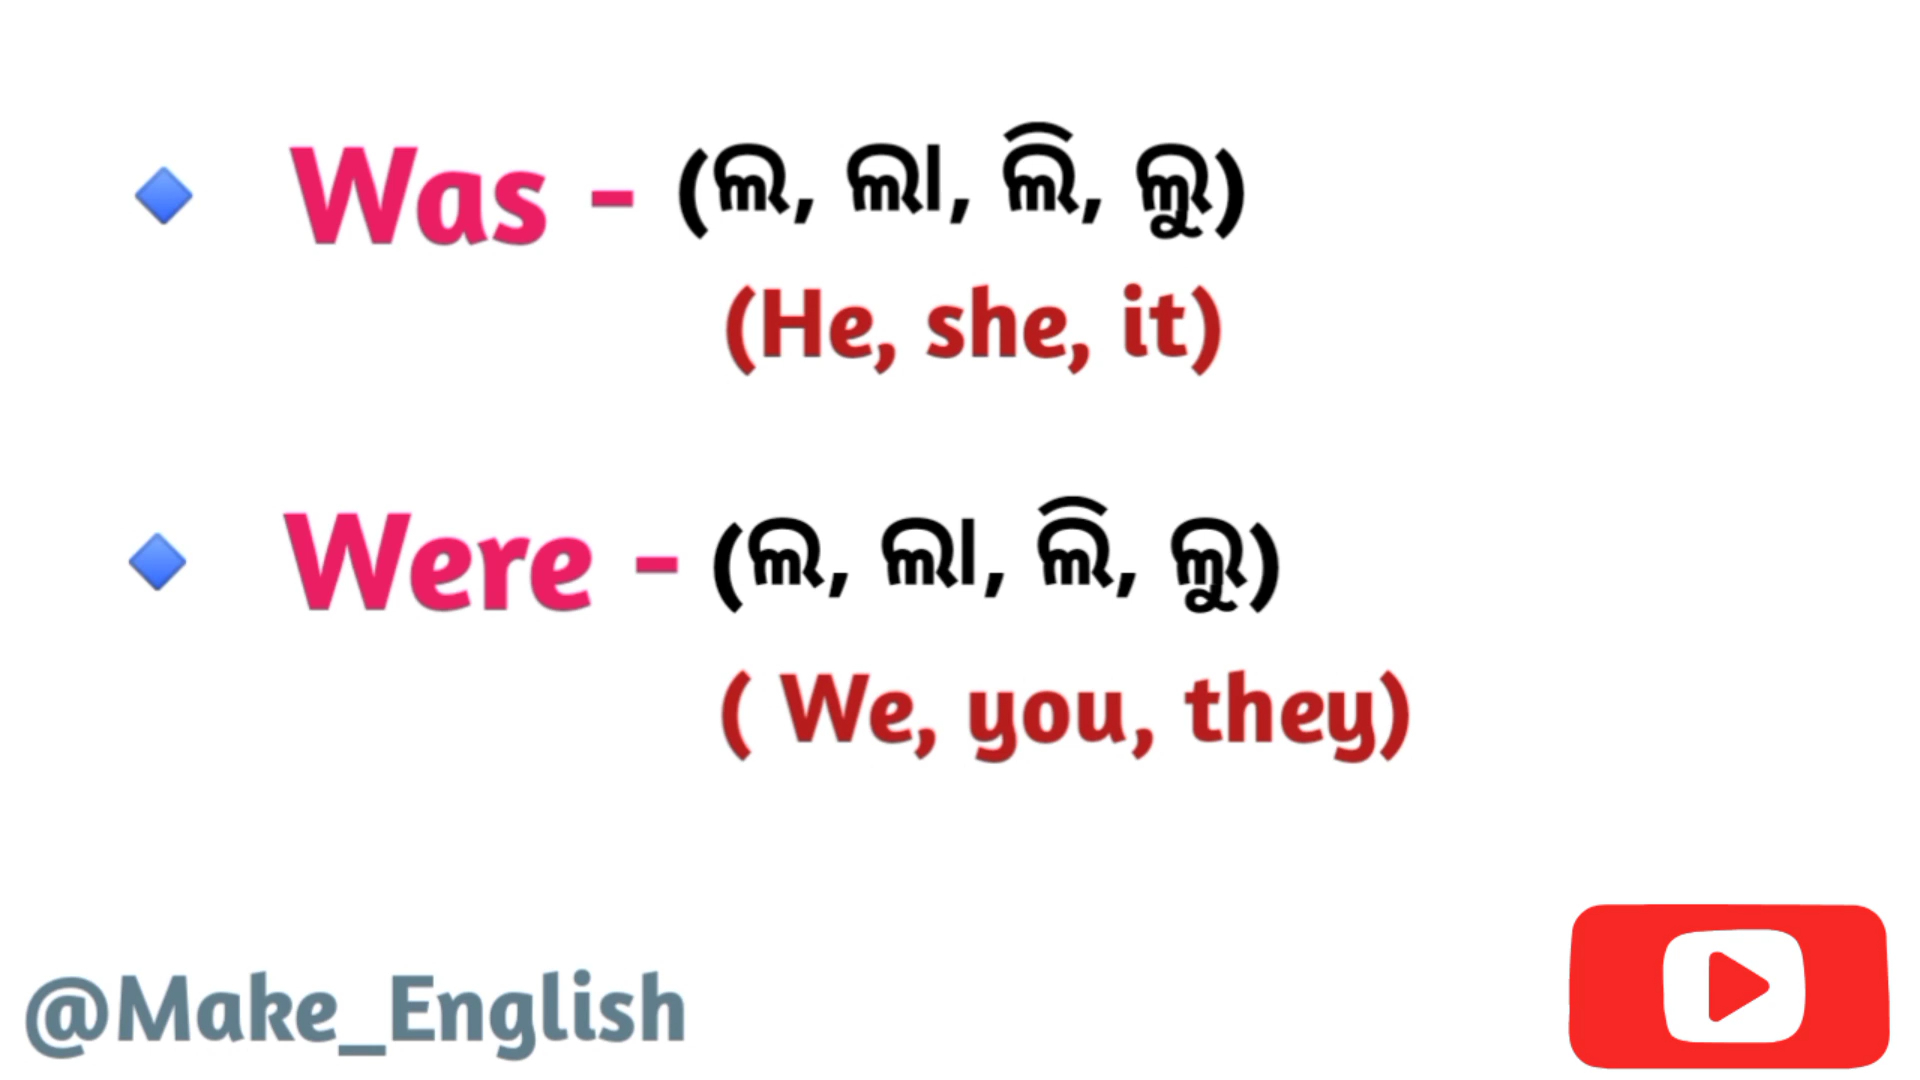 🔹 Was - (ଲ, ଲା, ଲି, ଲୁ)
(He, she, it)
🔹 Were - (ଲ, ଲା, ଲି, ଲୁ)
( We, you, they)
@Make_English